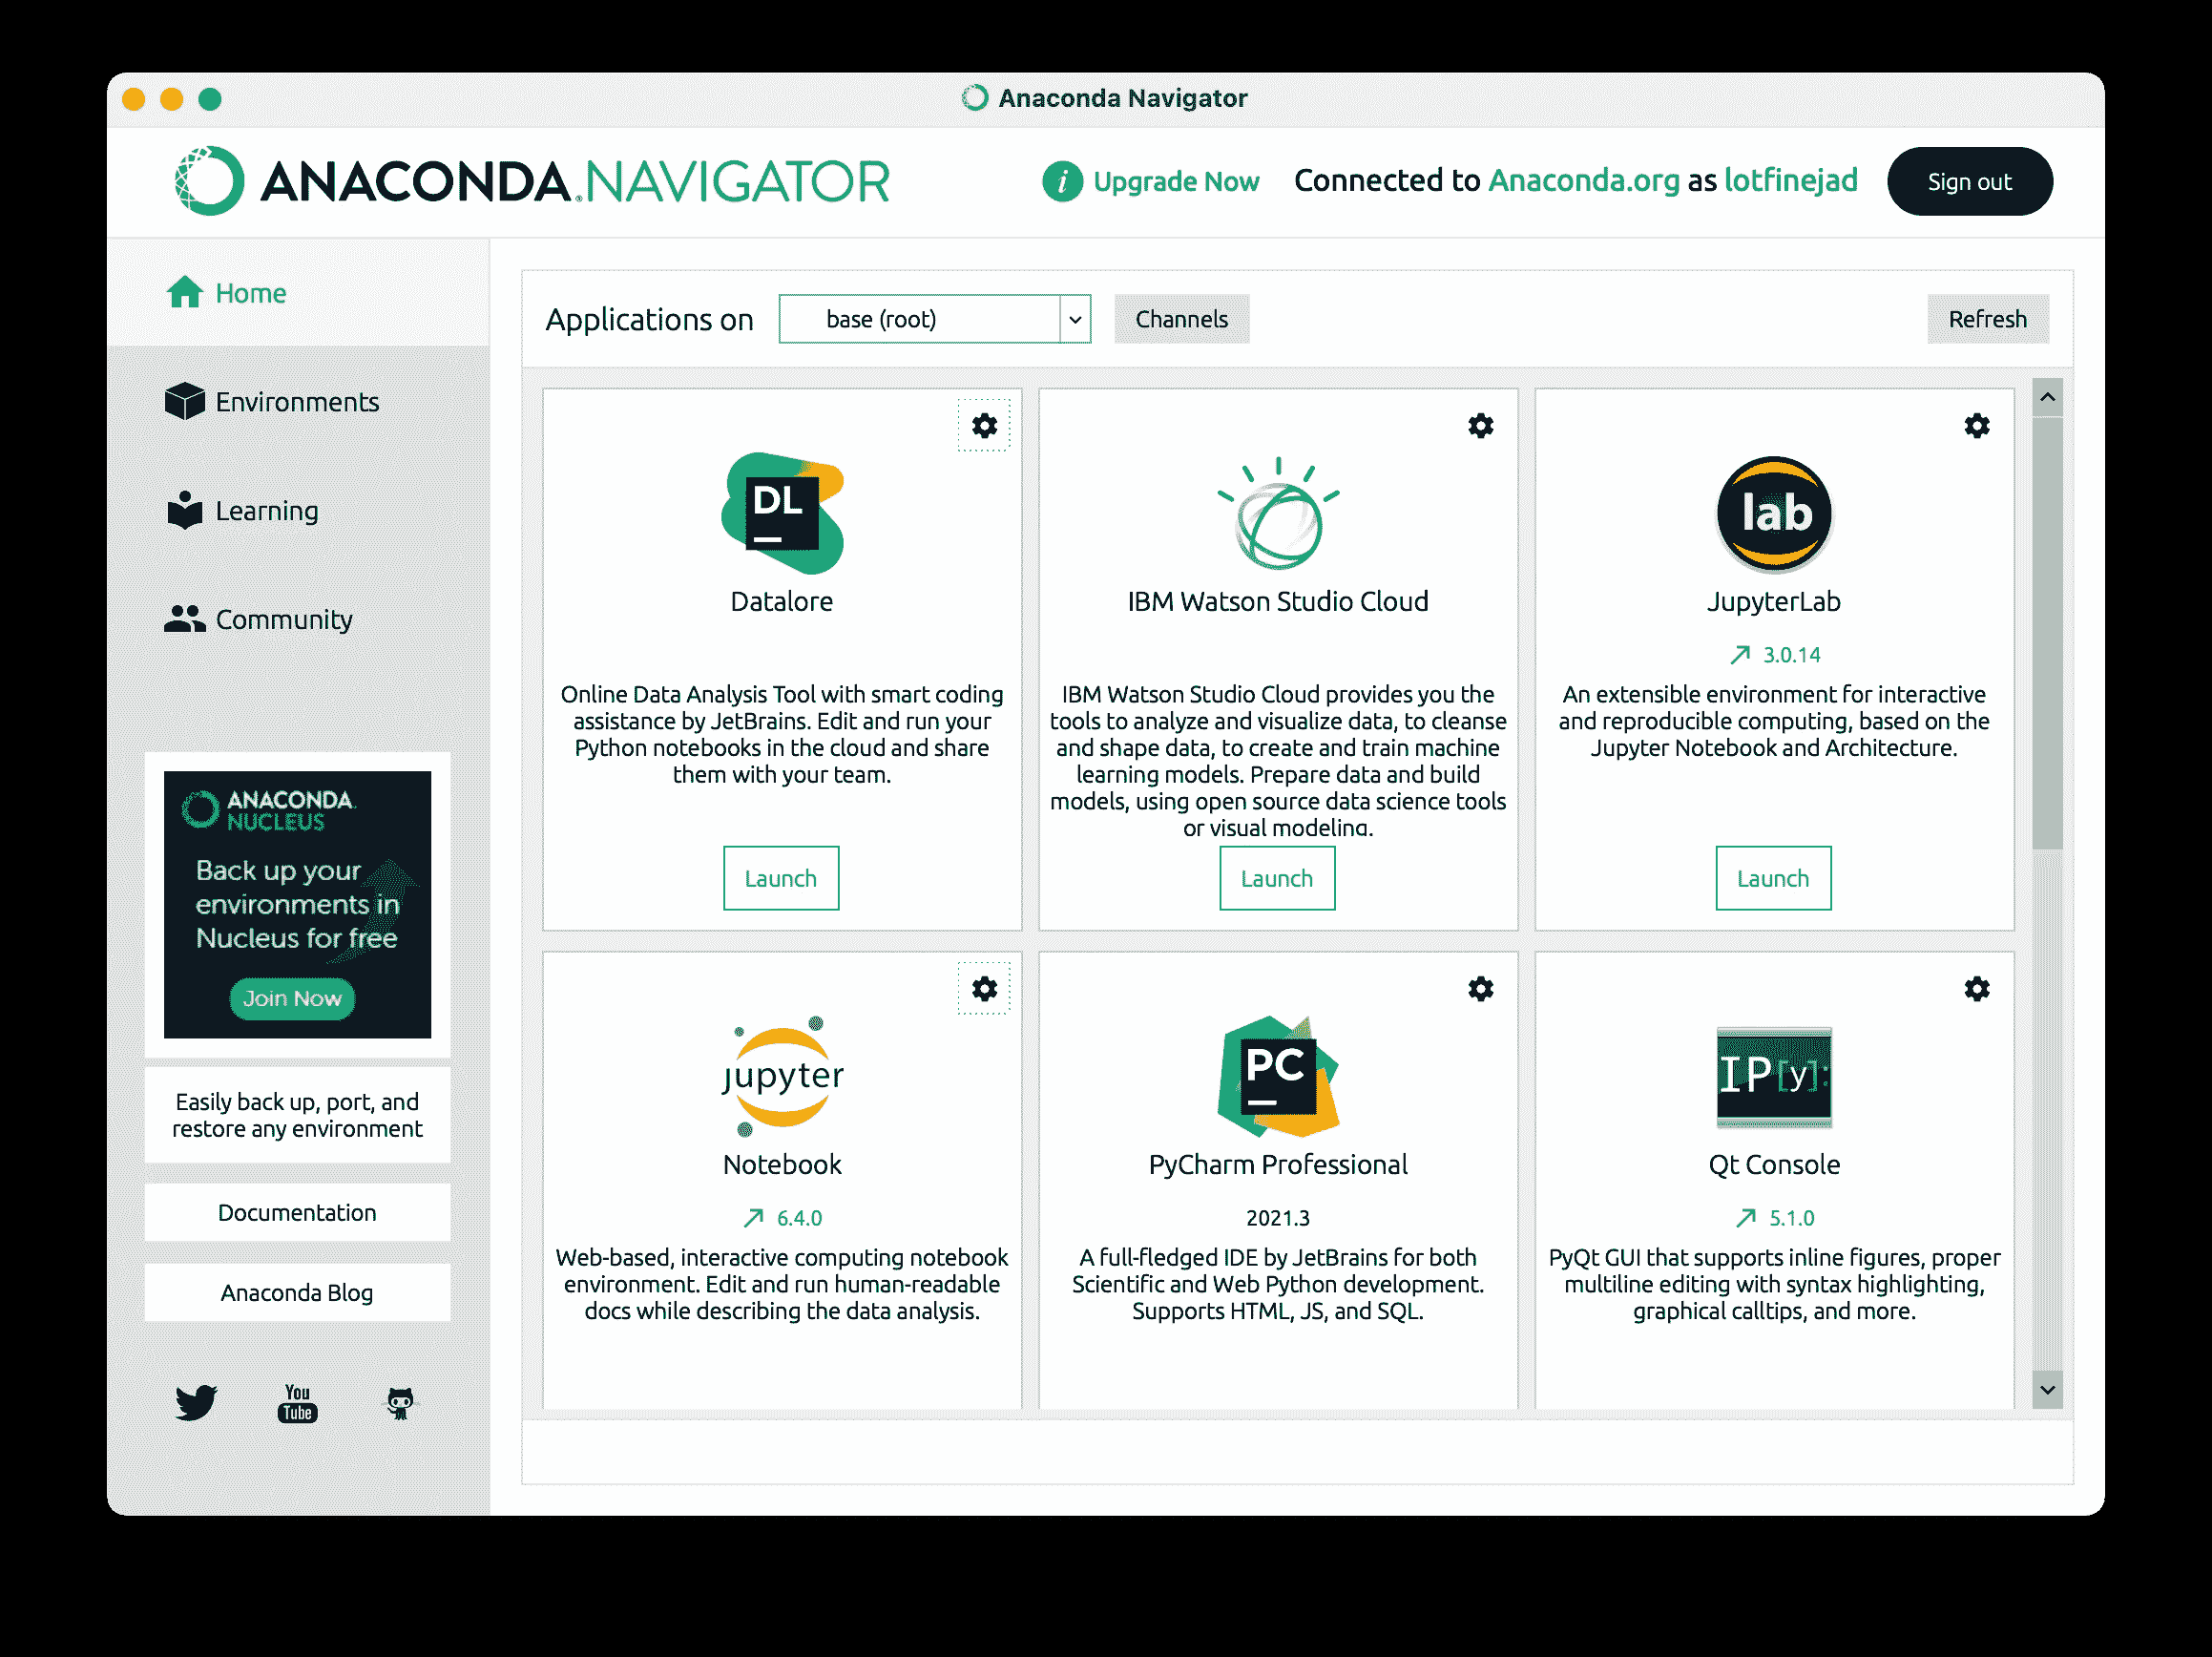 Anaconda Navigator
ANACONDA.NAVIGATOR
Upgrade Now
Connected to Anaconda.org as lotfinejad
Sign out
Home
Environments
Learning
Community
ANACONDA.
NUCLEUS
Back up your
environments in
Nucleus for free
Join Now
Easily back up, port, and
restore any environment
Documentation
Anaconda Blog
You
Tube
Applications on
base (root)
Channels
Refresh
DL
Datalore
Online Data Analysis Tool with smart coding
assistance by JetBrains. Edit and run your
Python notebooks in the cloud and share
them with your team.
Launch
IBM Watson Studio Cloud
IBM Watson Studio Cloud provides you the
tools to analyze and visualize data, to cleanse
and shape data, to create and train machine
learning models. Prepare data and build
models, using open source data science tools
or visual modeling.
Launch
lab
JupyterLab
3.0.14
An extensible environment for interactive
and reproducible computing, based on the
Jupyter Notebook and Architecture.
Launch
jupyter
Notebook
6.4.0
Web-based, interactive computing notebook
environment. Edit and run human-readable
docs while describing the data analysis.
PC
PyCharm Professional
2021.3
A full-fledged IDE by JetBrains for both
Scientific and Web Python development.
Supports HTML, JS, and SQL.
IP[y]:
Qt Console
5.1.0
PyQt GUI that supports inline figures, proper
multiline editing with syntax highlighting,
graphical calltips, and more.